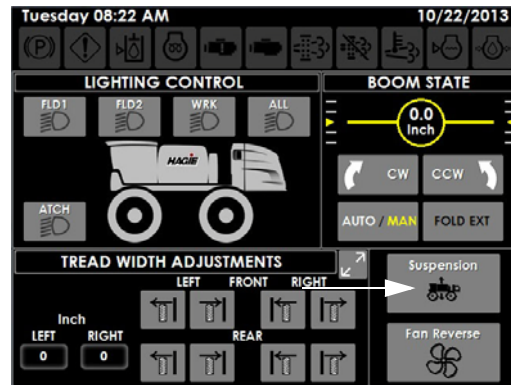 Tuesday 08:22 AM 10/22/2013
(P)
LIGHTING CONTROL
FLD1 FLD2 WRK ALL
HAGIE
ATCH
BOOM STATE
0.0
Inch
CW CCW
AUTO / MAN FOLD EXT
TREAD WIDTH ADJUSTMENTS
LEFT FRONT RIGHT
Inch
LEFT RIGHT
0 0
REAR
Suspension
Fan Reverse